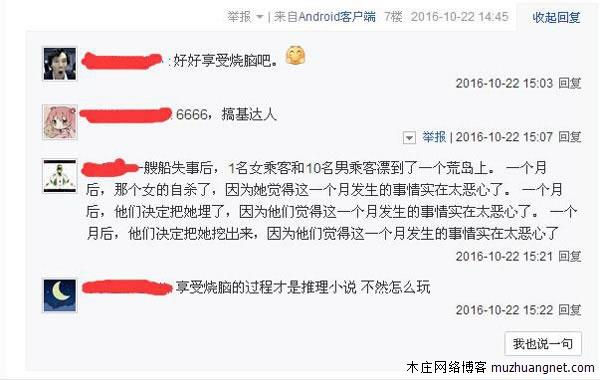 举报 | 来自Android客户端 7楼 2016-10-22 14:45 收起回复
: 好好享受烧脑吧。
2016-10-22 15:03 回复
: 6666，搞基达人
举报 | 2016-10-22 15:07 回复
一艘船失事后，1名女乘客和10名男乘客漂到了一个荒岛上。 一个月
后，那个女的自杀了，因为她觉得这一个月发生的事情实在太恶心了。 一个月
后，他们决定把她埋了，因为他们觉得这一个月发生的事情实在太恶心了。 一个
月后，他们决定把她挖出来，因为他们觉得这一个月发生的事情实在太恶心了
2016-10-22 15:21 回复
享受烧脑的过程才是推理小说 不然怎么玩
2016-10-22 15:22 回复
我也说一句
木庄网络博客 muzhuangnet.com